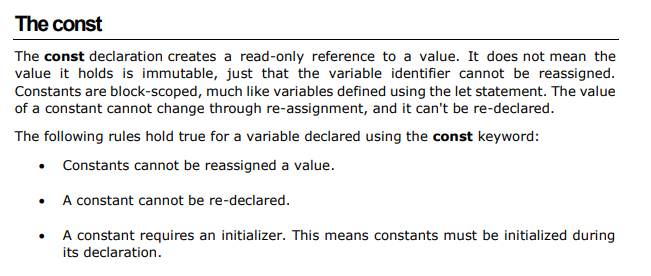 The const
The const declaration creates a read-only reference to a value. It does not mean the
value it holds is immutable, just that the variable identifier cannot be reassigned.
Constants are block-scoped, much like variables defined using the let statement. The value
of a constant cannot change through re-assignment, and it can't be re-declared.
The following rules hold true for a variable declared using the const keyword:
• Constants cannot be reassigned a value.
• A constant cannot be re-declared.
• A constant requires an initializer. This means constants must be initialized during
its declaration.